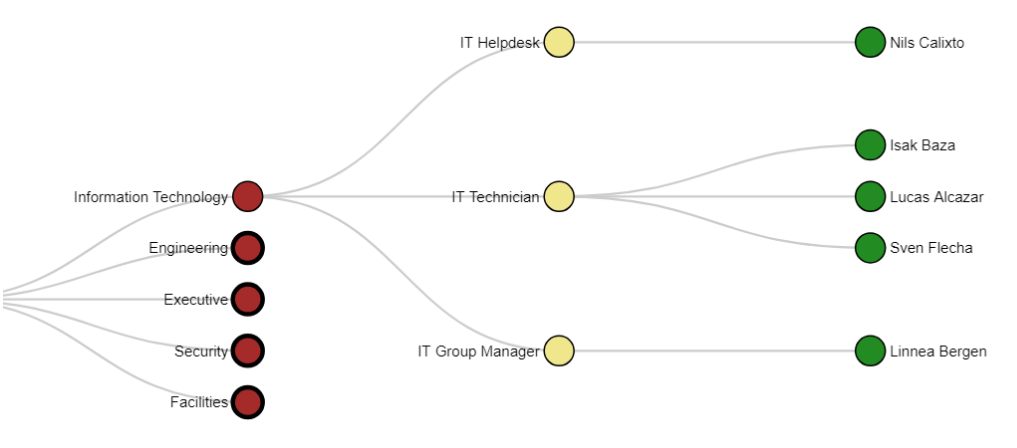 IT Helpdesk
Nils Calixto
Isak Baza
Information Technology
IT Technician
Lucas Alcazar
Engineering
Sven Flecha
Executive
Security
IT Group Manager
Linnea Bergen
Facilities